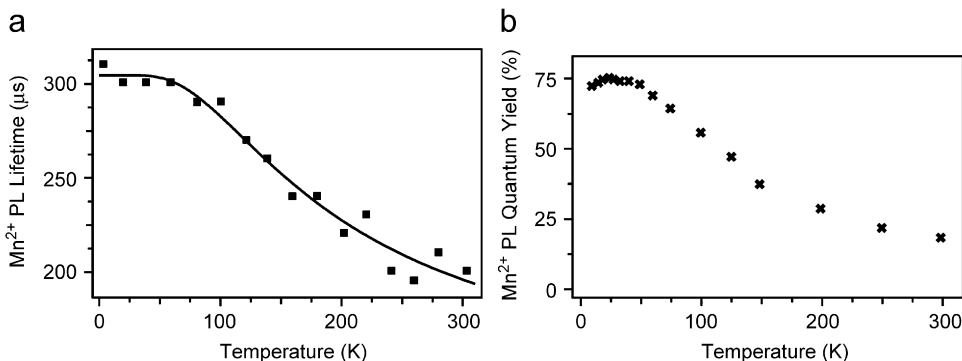 a
Mn²⁺ PL Lifetime (μs)
300
250
200
0
100
200
300
Temperature (K)
b
Mn²⁺ PL Quantum Yield (%)
75
50
25
0
0
100
200
300
Temperature (K)